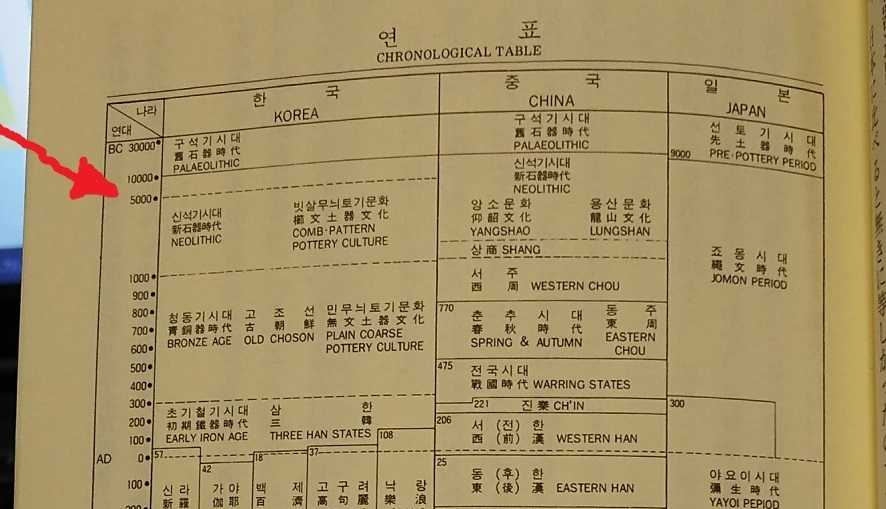 연 표
CHRONOLOGICAL TABLE
나라
연대
한 국
KOREA
중 국
CHINA
일 본
JAPAN
BC 30000
10000
5000
1000
900
800
700
600
500
400
300
200
100
AD 0
100
구석기시대
舊石器時代
PALAEOLITHIC
신석기시대
新石器時代
NEOLITHIC
빗살무늬토기문화
櫛文土器文化
COMB-PATTERN
POTTERY CULTURE
청동기시대
靑銅器時代
BRONZE AGE
고 조 선
古 朝 鮮
OLD CHOSON
민무늬토기문화
無文土器文化
PLAIN COARSE
POTTERY CULTURE
초기철기시대
初期鐵器時代
EARLY IRON AGE
삼 한
三 韓
THREE HAN STATES
108
57
42
18
37
신 라
新 羅
가 야
伽 耶
백 제
百 濟
고 구 려
高 句 麗
낙 랑
樂 浪
구석기시대
舊石器時代
PALAEOLITHIC
신석기시대
新石器時代
NEOLITHIC
앙소문화
仰韶文化
YANGSHAO
용산문화
龍山文化
LUNGSHAN
상商 SHANG
서 주
西 周 WESTERN CHOU
770
춘 추 시 대
春 秋 時 代
SPRING & AUTUMN
동 주
東 周
EASTERN
CHOU
475
전국시대
戰國時代 WARRING STATES
221 진 CH'IN
206
서 (전) 한
西 (前) 漢 WESTERN HAN
25
동 (후) 한
東 (後) 漢 EASTERN HAN
선토기시대
先土器時代
PRE-POTTERY PERIOD
9000
죠몽시대
繩文時代
JOMON PERIOD
300
야요이시대
彌生時代
YAYOI PEPIOD